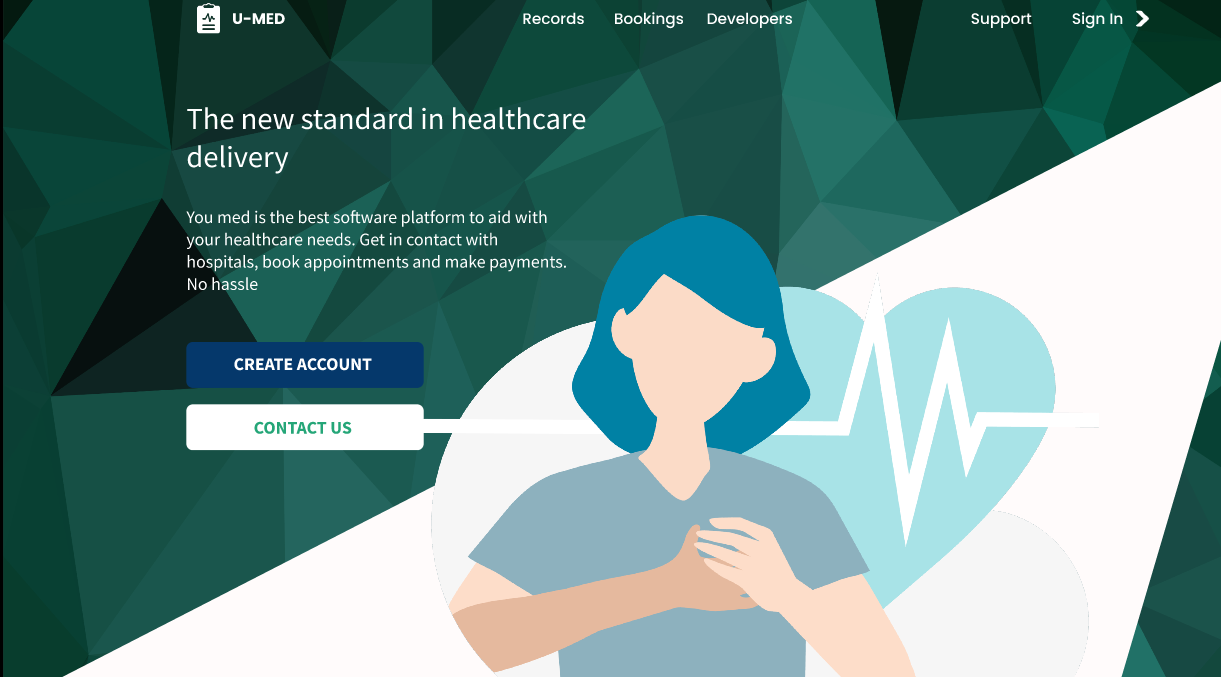 U-MED
Records
Bookings
Developers
Support
Sign In
The new standard in healthcare
delivery
You med is the best software platform to aid with
your healthcare needs. Get in contact with
hospitals, book appointments and make payments.
No hassle
CREATE ACCOUNT
CONTACT US